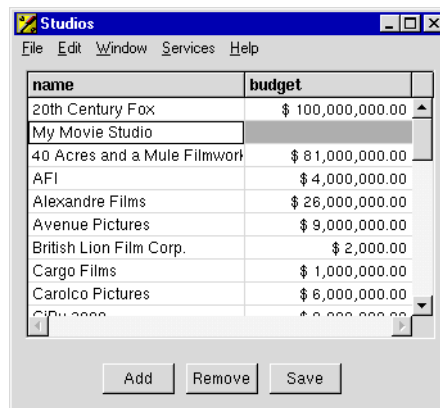 Studios
File Edit Window Services Help
name budget
20th Century Fox $ 100,000,000.00
My Movie Studio
40 Acres and a Mule Filmwork $ 81,000,000.00
AFI $ 4,000,000.00
Alexandre Films $ 26,000,000.00
Avenue Pictures $ 9,000,000.00
British Lion Film Corp. $ 2,000.00
Cargo Films $ 1,000,000.00
Carolco Pictures $ 6,000,000.00
Add Remove Save